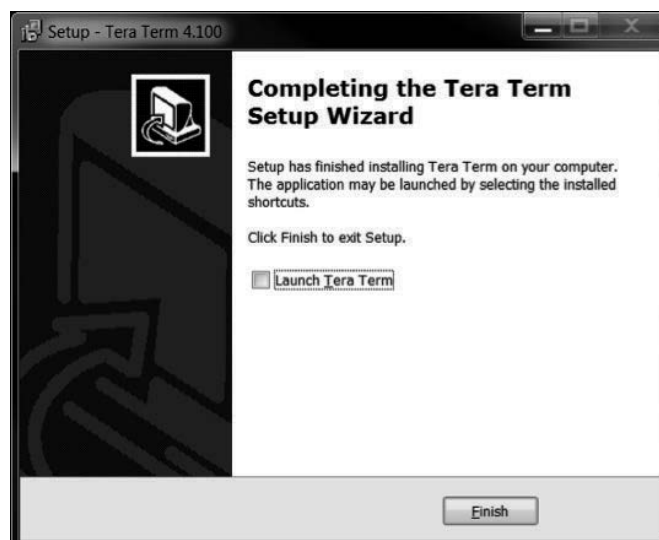 Setup - Tera Term 4.100
Completing the Tera Term
Setup Wizard
Setup has finished installing Tera Term on your computer.
The application may be launched by selecting the installed
shortcuts.
Click Finish to exit Setup.
Launch Tera Term
Finish